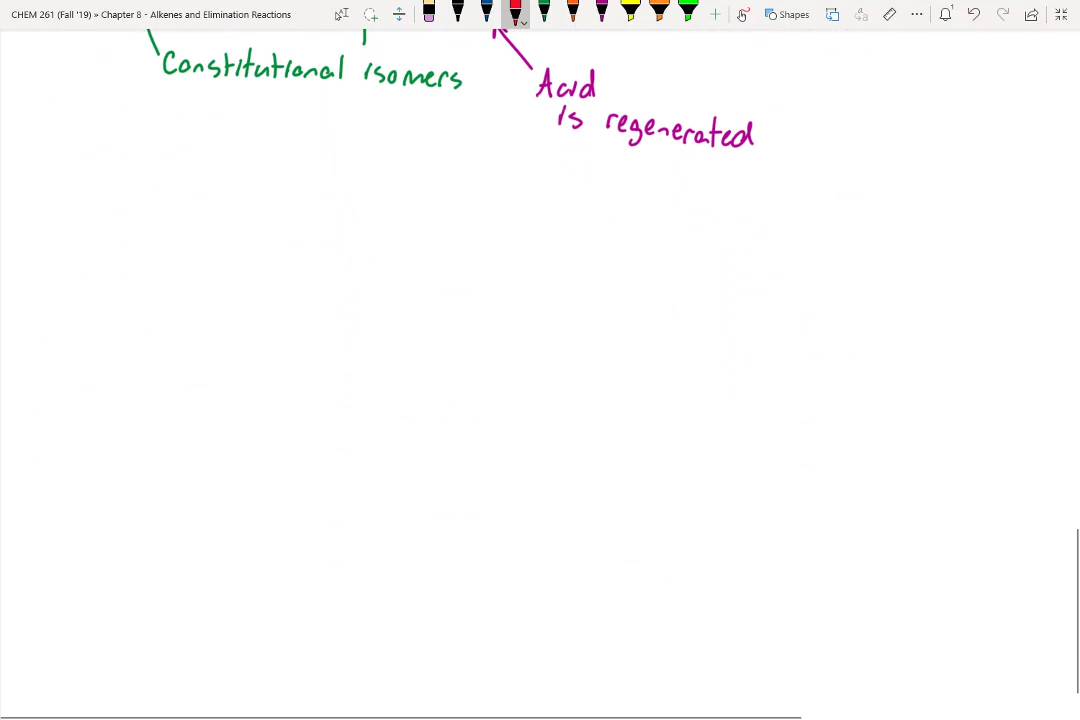 CHEM 261 (Fall '19) » Chapter 8 - Alkenes and Elimination Reactions
Shapes
Constitutional isomers
Acid
is regenerated